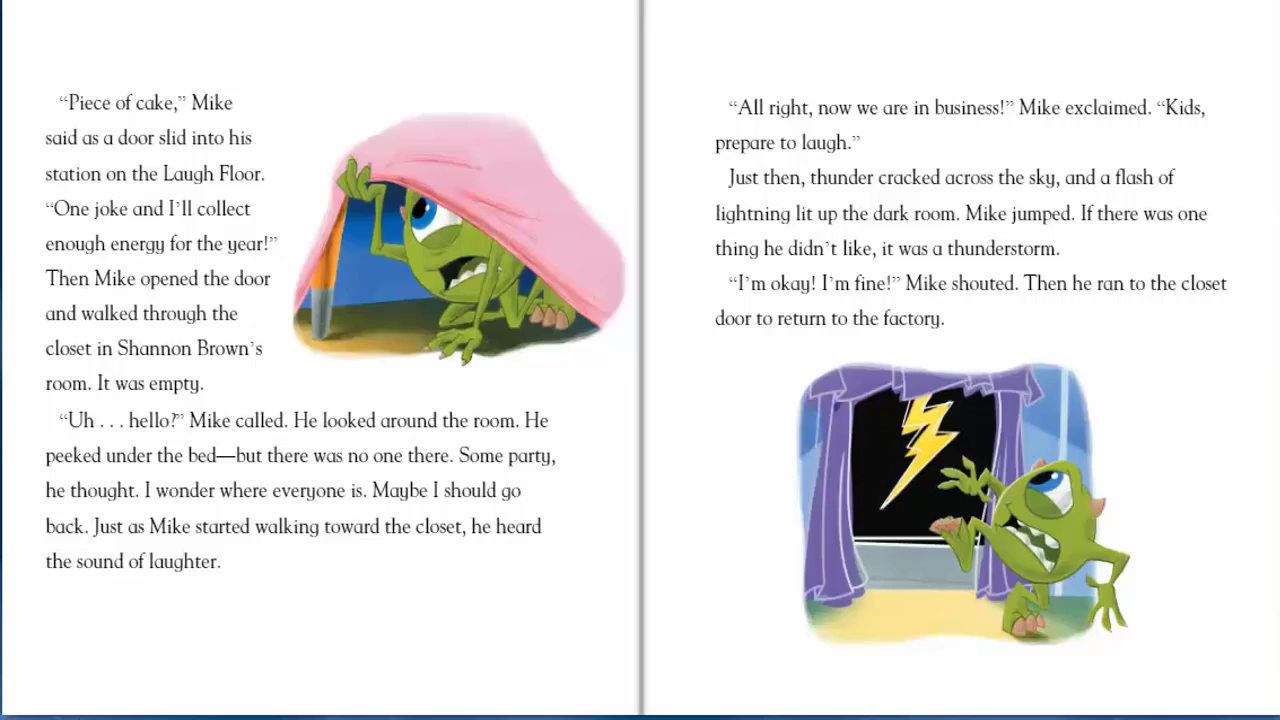 “Piece of cake,” Mike
said as a door slid into his
station on the Laugh Floor.
“One joke and I’ll collect
enough energy for the year!”
Then Mike opened the door
and walked through the
closet in Shannon Brown’s
room. It was empty.
“Uh . . . hello?” Mike called. He looked around the room. He
peeked under the bed—but there was no one there. Some party,
he thought. I wonder where everyone is. Maybe I should go
back. Just as Mike started walking toward the closet, he heard
the sound of laughter.
“All right, now we are in business!” Mike exclaimed. “Kids,
prepare to laugh.”
Just then, thunder cracked across the sky, and a flash of
lightning lit up the dark room. Mike jumped. If there was one
thing he didn’t like, it was a thunderstorm.
“I’m okay! I’m fine!” Mike shouted. Then he ran to the closet
door to return to the factory.